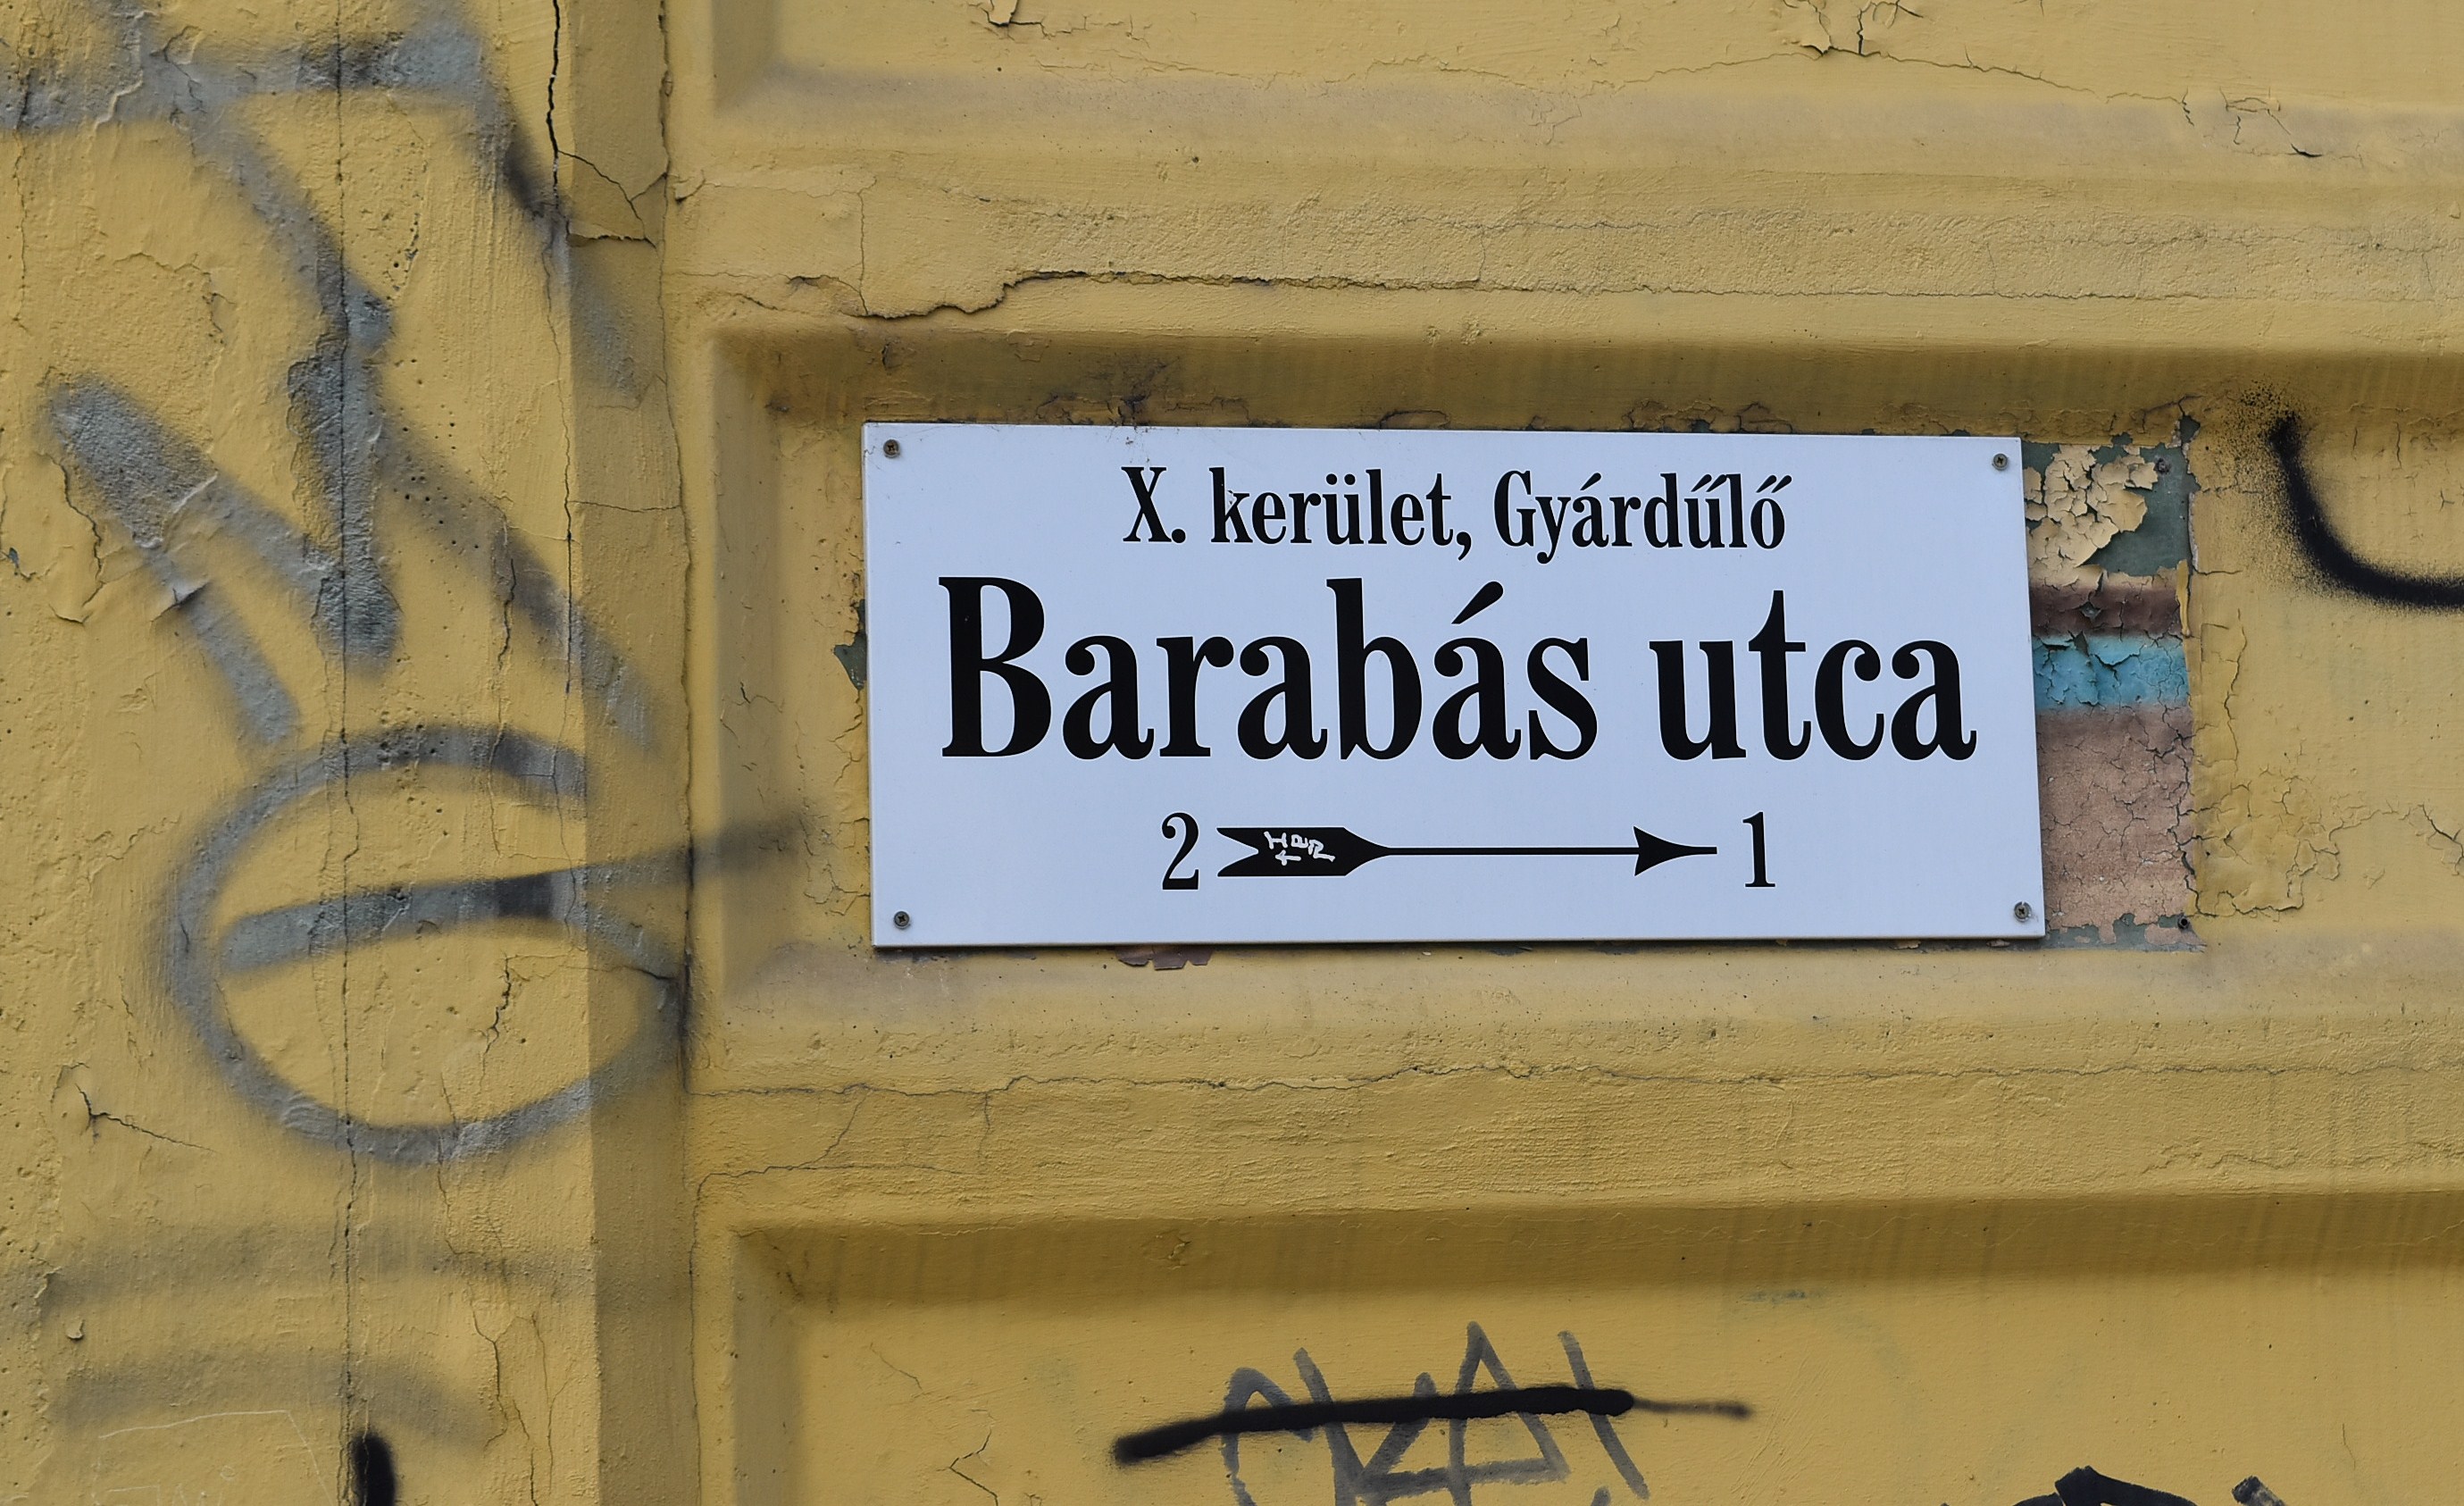 X. kerület, Gyárdűlő
Barabás utca
2 1